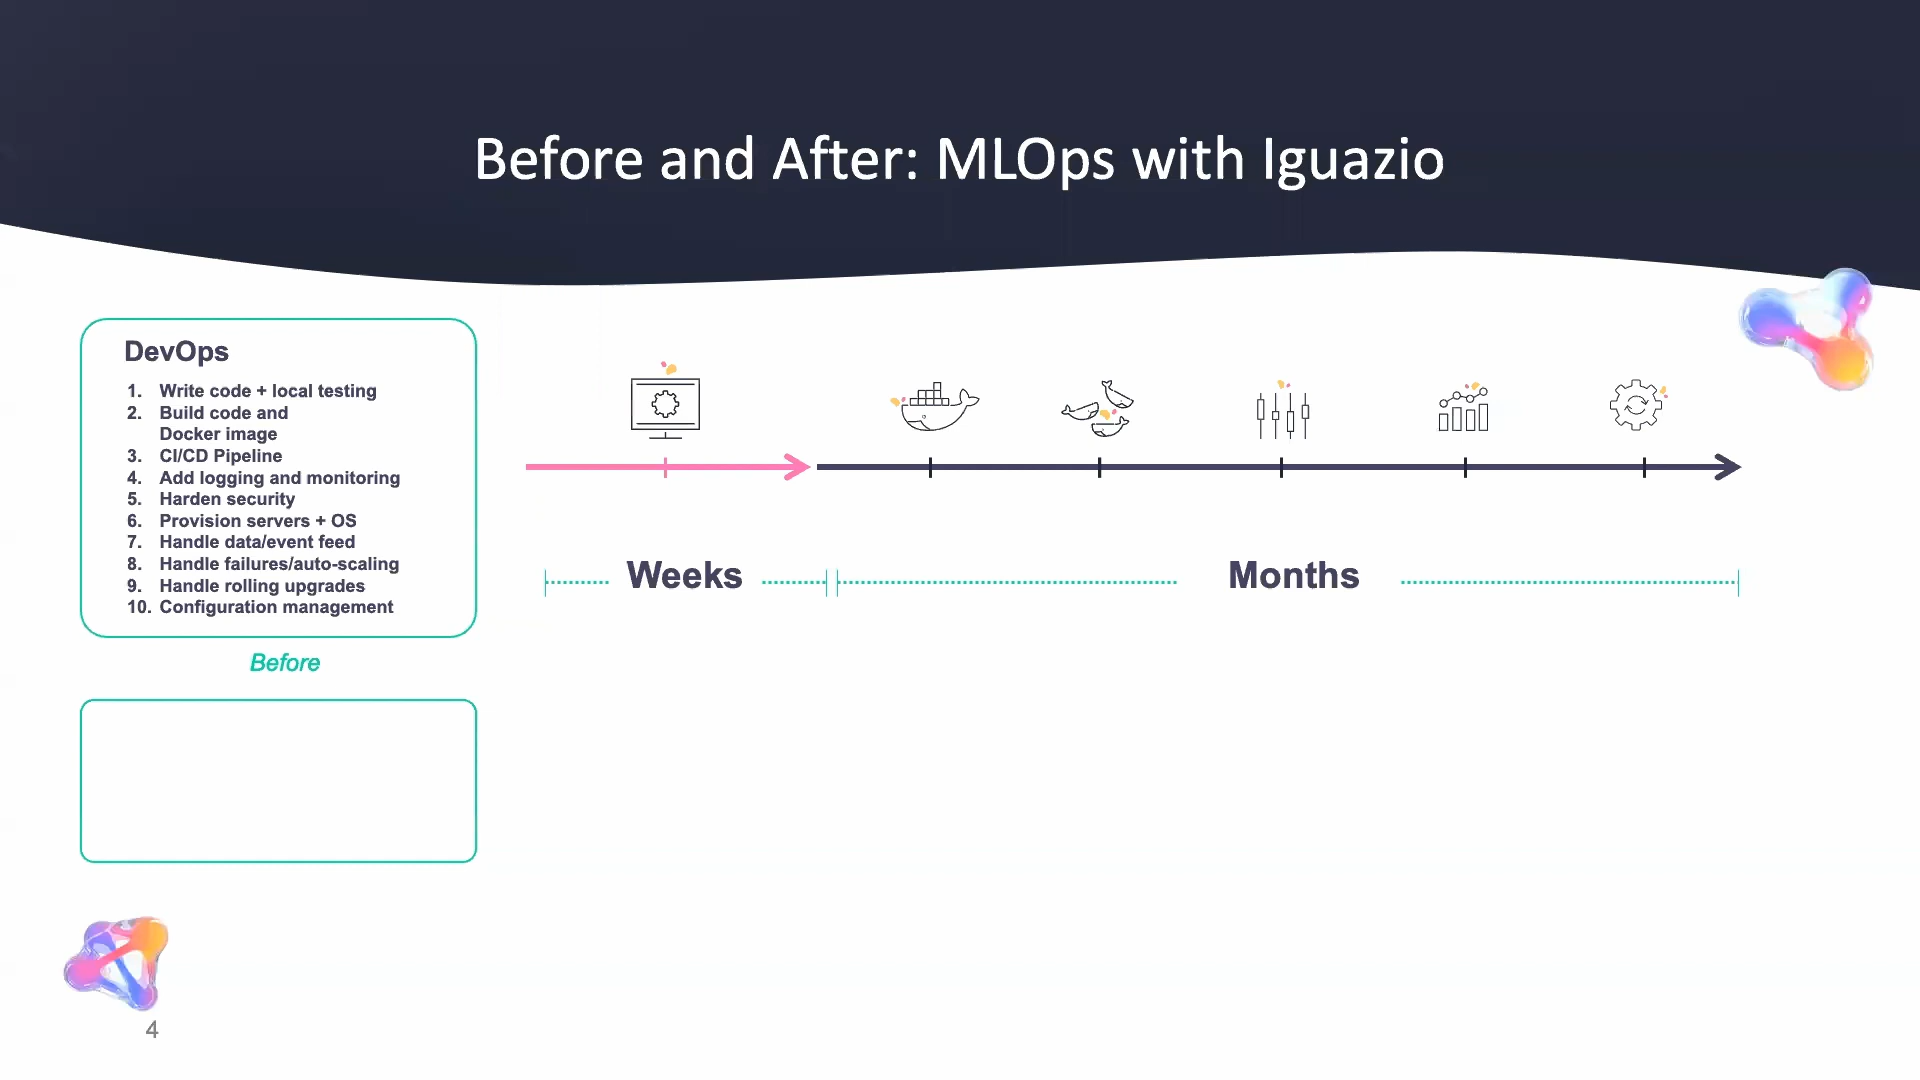 Before and After: MLOps with Iguazio
DevOps
1. Write code + local testing
2. Build code and
Docker image
3. CI/CD Pipeline
4. Add logging and monitoring
5. Harden security
6. Provision servers + OS
7. Handle data/event feed
8. Handle failures/auto-scaling
9. Handle rolling upgrades
10. Configuration management
Before
Weeks
Months
4